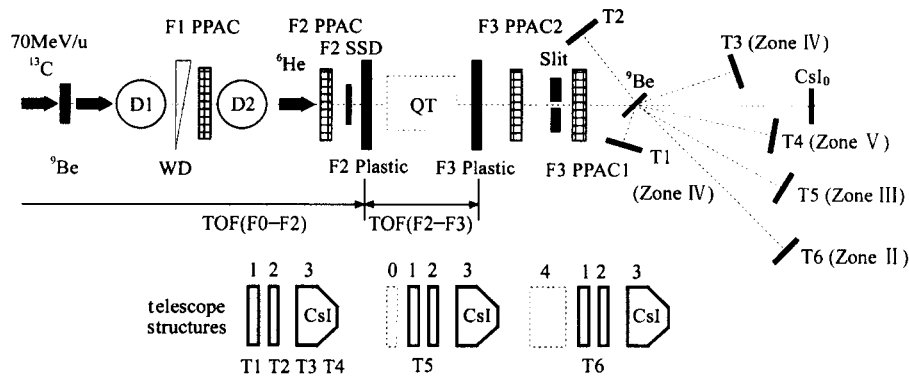 70MeV/u
¹³C
⁹Be
D1
F1 PPAC
WD
D2
⁶He
F2 PPAC
F2 SSD
F2 Plastic
QT
F3 Plastic
F3 PPAC2
Slit
F3 PPAC1
T2
⁹Be
T1
(Zone IV)
T3 (Zone IV)
CsI₀
T4 (Zone V)
T5 (Zone III)
T6 (Zone II)
TOF(F0-F2)
TOF(F2-F3)
telescope
structures
1 2 3
CsI
T1 T2 T3 T4
0 1 2 3
CsI
T5
4 1 2 3
CsI
T6